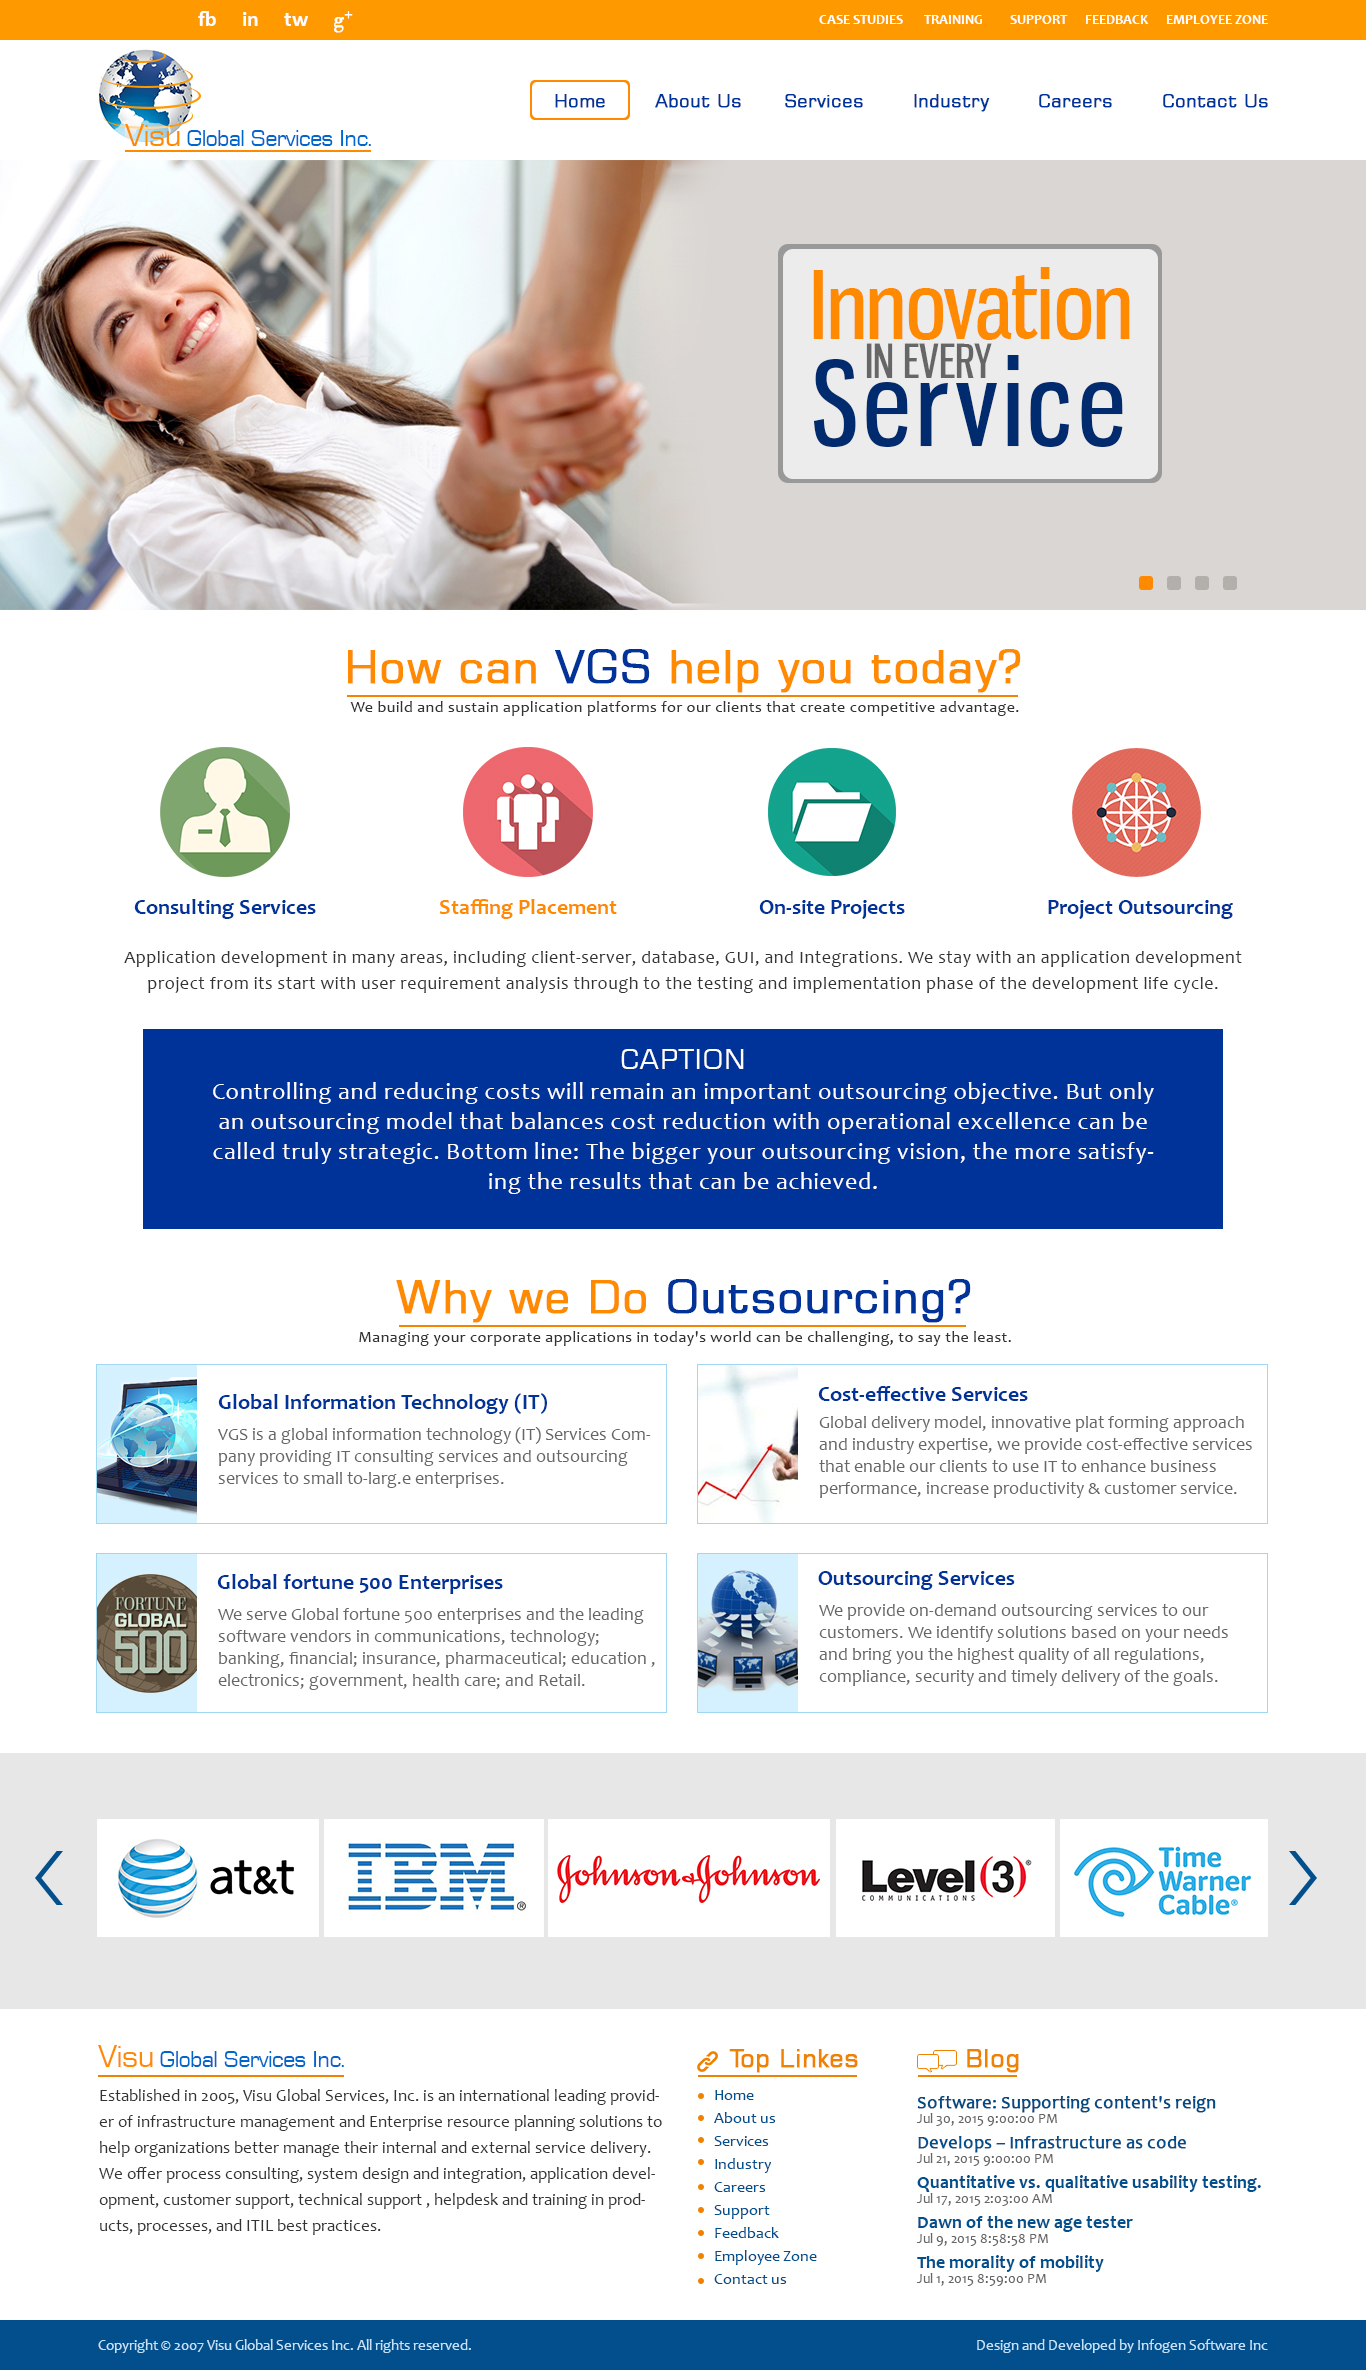 fb in tw g+
CASE STUDIES TRAINING SUPPORT FEEDBACK EMPLOYEE ZONE
Visu Global Services Inc.
Home About Us Services Industry Careers Contact Us
Innovation
IN EVERY
Service
How can VGS help you today?
We build and sustain application platforms for our clients that create competitive advantage.
Consulting Services
Staffing Placement
On-site Projects
Project Outsourcing
Application development in many areas, including client-server, database, GUI, and Integrations. We stay with an application development
project from its start with user requirement analysis through to the testing and implementation phase of the development life cycle.
CAPTION
Controlling and reducing costs will remain an important outsourcing objective. But only
an outsourcing model that balances cost reduction with operational excellence can be
called truly strategic. Bottom line: The bigger your outsourcing vision, the more satisfy-
ing the results that can be achieved.
Why we Do Outsourcing?
Managing your corporate applications in today's world can be challenging, to say the least.
Global Information Technology (IT)
VGS is a global information technology (IT) Services Com-
pany providing IT consulting services and outsourcing
services to small to-larg.e enterprises.
Cost-effective Services
Global delivery model, innovative plat forming approach
and industry expertise, we provide cost-effective services
that enable our clients to use IT to enhance business
performance, increase productivity & customer service.
FORTUNE
GLOBAL
500
Global fortune 500 Enterprises
We serve Global fortune 500 enterprises and the leading
software vendors in communications, technology;
banking, financial; insurance, pharmaceutical; education ,
electronics; government, health care; and Retail.
Outsourcing Services
We provide on-demand outsourcing services to our
customers. We identify solutions based on your needs
and bring you the highest quality of all regulations,
compliance, security and timely delivery of the goals.
at&t
IBM®
Johnson & Johnson
Level (3)®
COMMUNICATIONS
Time
Warner
Cable®
Visu Global Services Inc.
Established in 2005, Visu Global Services, Inc. is an international leading provid-
er of infrastructure management and Enterprise resource planning solutions to
help organizations better manage their internal and external service delivery.
We offer process consulting, system design and integration, application devel-
opment, customer support, technical support , helpdesk and training in prod-
ucts, processes, and ITIL best practices.
Top Linkes
Home
About us
Services
Industry
Careers
Support
Feedback
Employee Zone
Contact us
Blog
Software: Supporting content's reign
Jul 30, 2015 9:00:00 PM
Develops – Infrastructure as code
Jul 21, 2015 9:00:00 PM
Quantitative vs. qualitative usability testing.
Jul 17, 2015 2:03:00 AM
Dawn of the new age tester
Jul 9, 2015 8:58:58 PM
The morality of mobility
Jul 1, 2015 8:59:00 PM
Copyright © 2007 Visu Global Services Inc. All rights reserved.
Design and Developed by Infogen Software Inc